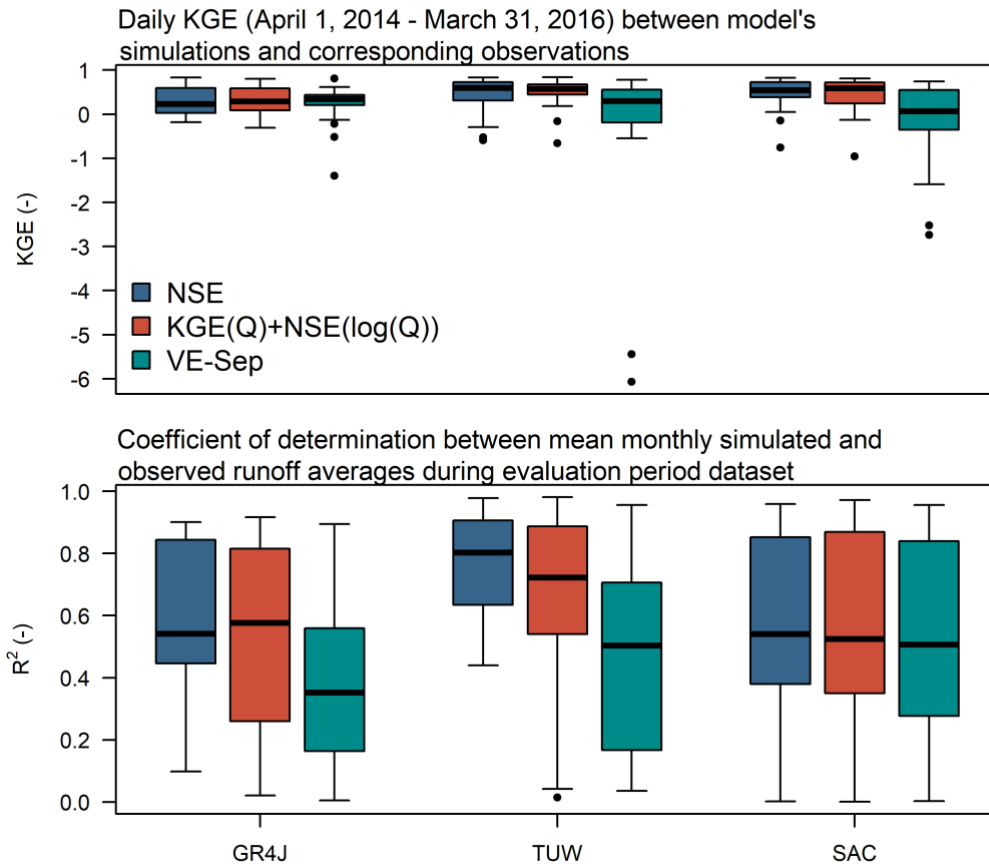 Daily KGE (April 1, 2014 - March 31, 2016) between model's
simulations and corresponding observations
1
0
-1
-2
-3
-4
-5
-6
KGE (-)
NSE
KGE(Q)+NSE(log(Q))
VE-Sep
Coefficient of determination between mean monthly simulated and
observed runoff averages during evaluation period dataset
1.0
0.8
0.6
0.4
0.2
0.0
R² (-)
GR4J TUW SAC